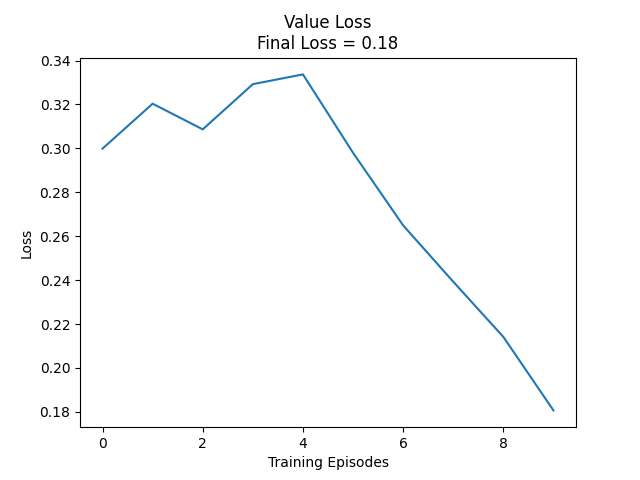 Value Loss
Final Loss = 0.18
0.34
0.32
0.30
0.28
0.26
0.24
0.22
0.20
0.18
Loss
0 2 4 6 8
Training Episodes